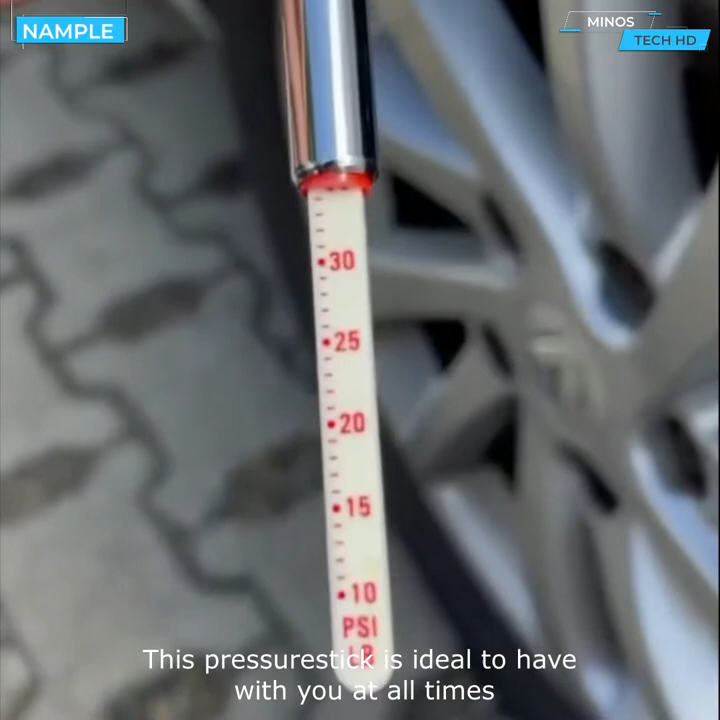 NAMPLE
MINOS
TECH HD
30
25
20
15
10
PSI
This pressurestick is ideal to have
with you at all times